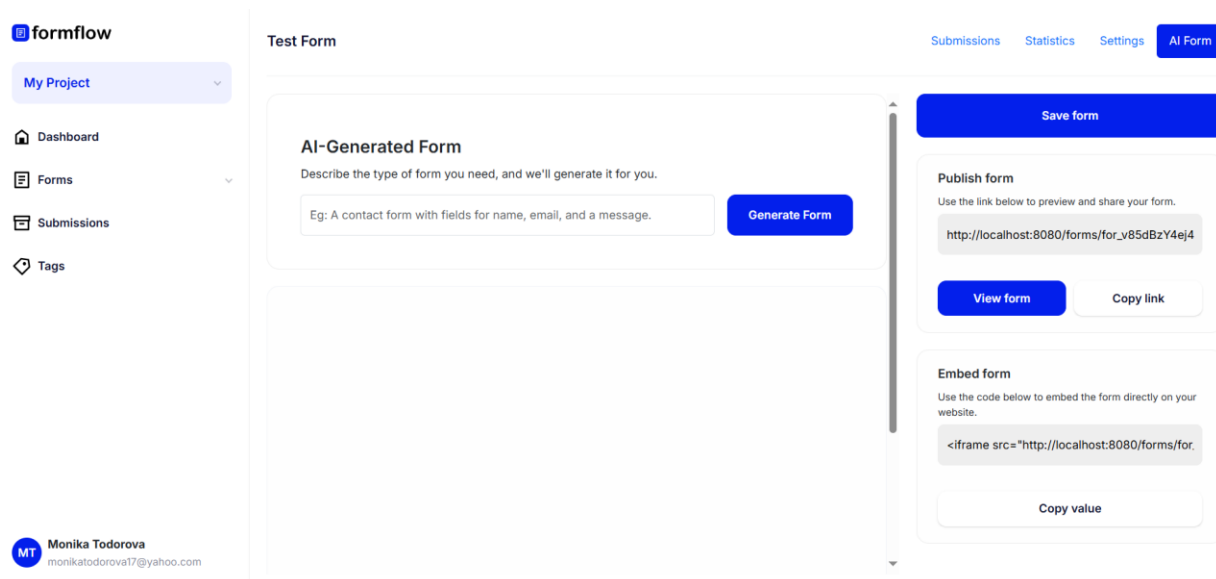 formflow
My Project
Dashboard
Forms
Submissions
Tags
MT
Monika Todorova
monikatodorova17@yahoo.com
Test Form
Submissions
Statistics
Settings
AI Form
AI-Generated Form
Describe the type of form you need, and we'll generate it for you.
Eg: A contact form with fields for name, email, and a message.
Generate Form
Save form
Publish form
Use the link below to preview and share your form.
http://localhost:8080/forms/for_v85dBzY4ej4
View form
Copy link
Embed form
Use the code below to embed the form directly on your
website.
<iframe src="http://localhost:8080/forms/for_
Copy value